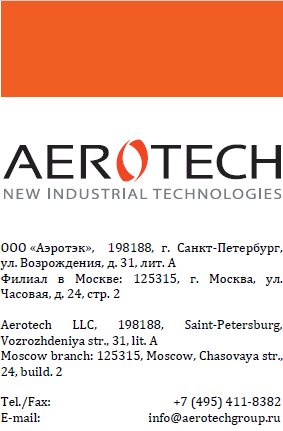 AEROTECH
NEW INDUSTRIAL TECHNOLOGIES
ООО «Аэротэк», 198188, г. Санкт-Петербург,
ул. Возрождения, д. 31, лит. А
Филиал в Москве: 125315, г. Москва, ул.
Часовая, д. 24, стр. 2
Aerotech LLC, 198188, Saint-Petersburg,
Vozrozhdeniya str., 31, lit. A
Moscow branch: 125315, Moscow, Chasovaya str.,
24, build. 2
Tel./Fax: +7 (495) 411-8382
E-mail: info@aerotechgroup.ru